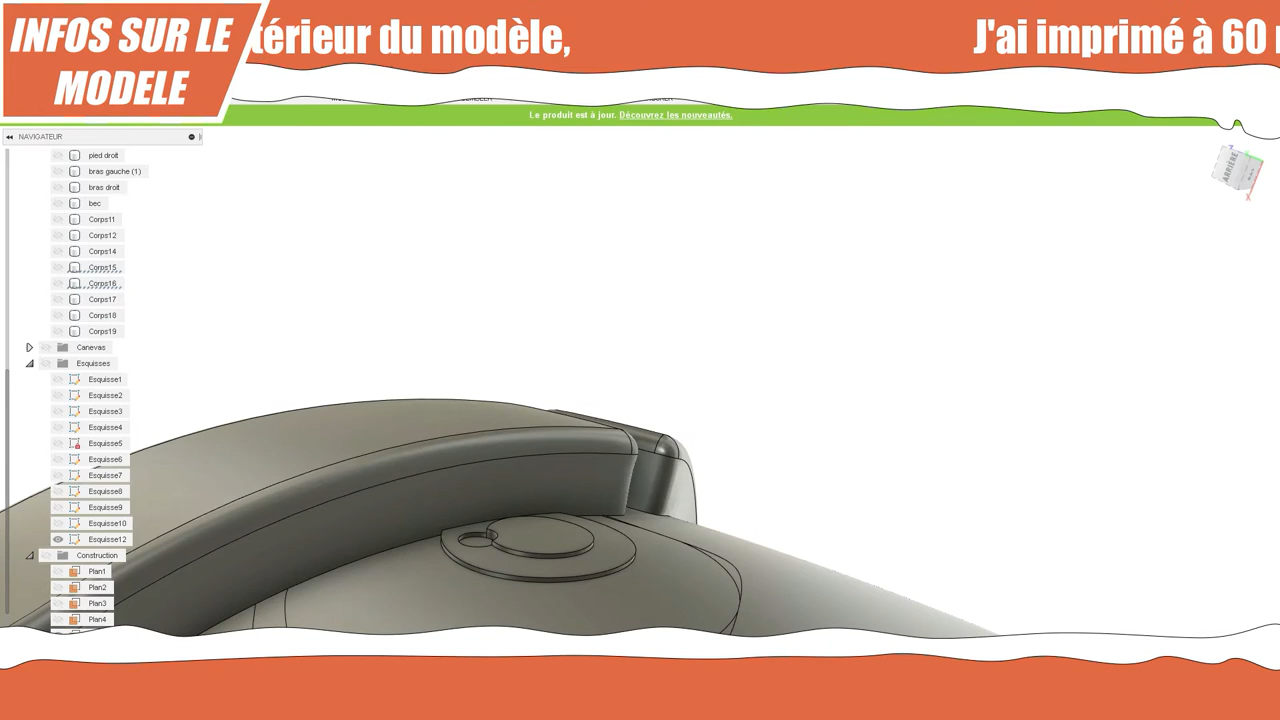 INFOS SUR LE
MODELE
térieur du modèle,
J'ai imprimé à 60
Le produit est à jour. Découvrez les nouveautés.
NAVIGATEUR
pied droit
bras gauche (1)
bras droit
bec
Corps11
Corps12
Corps14
Corps15
Corps16
Corps17
Corps18
Corps19
Canevas
Esquisses
Esquisse1
Esquisse2
Esquisse3
Esquisse4
Esquisse5
Esquisse6
Esquisse7
Esquisse8
Esquisse9
Esquisse10
Esquisse12
Construction
Plan1
Plan2
Plan3
Plan4
ARRIÈRE
X